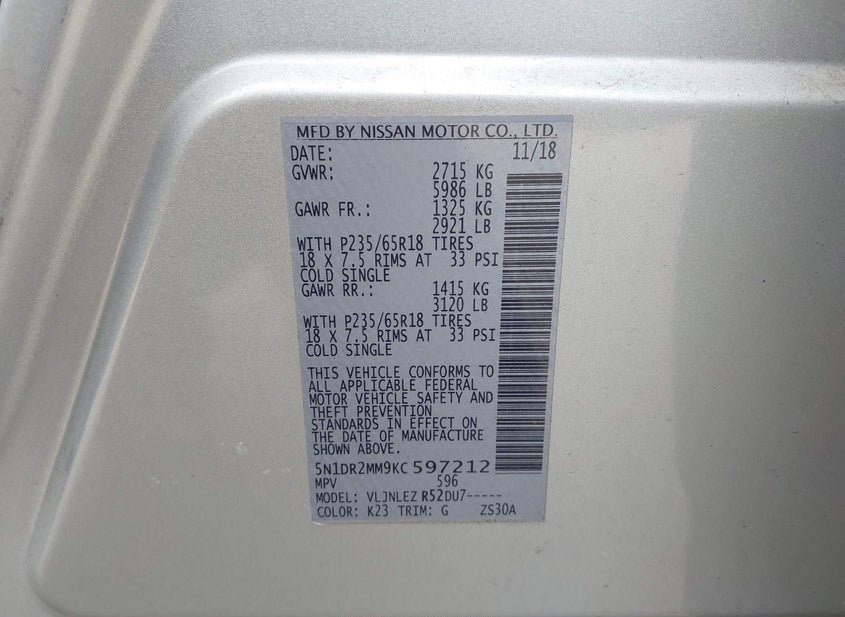 MFD BY NISSAN MOTOR CO., LTD.
DATE: 11/18
GVWR: 2715 KG
5986 LB
GAWR FR.: 1325 KG
2921 LB
WITH P235/65R18 TIRES
18 X 7.5 RIMS AT 33 PSI
COLD SINGLE
GAWR RR.: 1415 KG
3120 LB
WITH P235/65R18 TIRES
18 X 7.5 RIMS AT 33 PSI
COLD SINGLE
THIS VEHICLE CONFORMS TO
ALL APPLICABLE FEDERAL
MOTOR VEHICLE SAFETY AND
THEFT PREVENTION
STANDARDS IN EFFECT ON
THE DATE OF MANUFACTURE
SHOWN ABOVE.
5N1DR2MM9KC 597212
MPV 596
MODEL: VLJNLEZ R52DU7-----
COLOR: K23 TRIM: G ZS30A